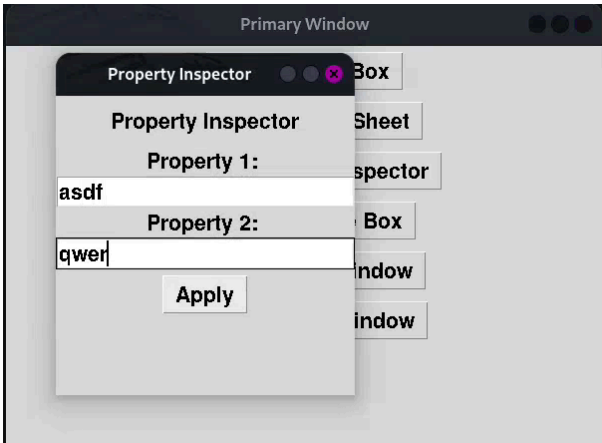 Primary Window
Property Inspector
Box
Property Inspector
Sheet
Property 1:
spector
asdf
Property 2:
Box
qwer
indow
Apply
indow